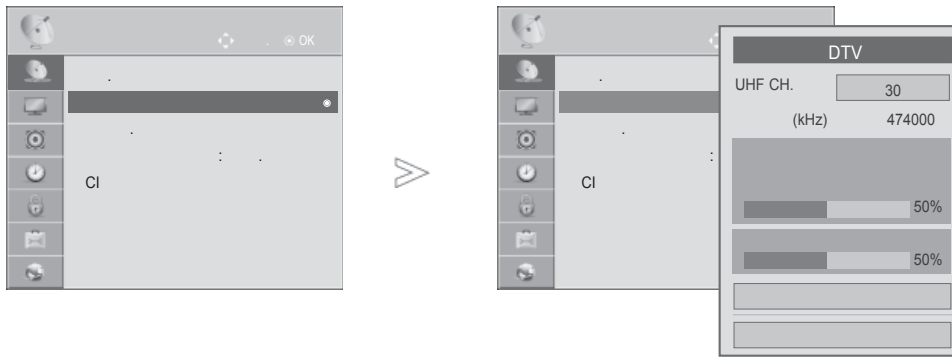 . ⊙ OK
.
.
: .
CI
.
.
:
CI
DTV
UHF CH. 30
(kHz) 474000
50%
50%